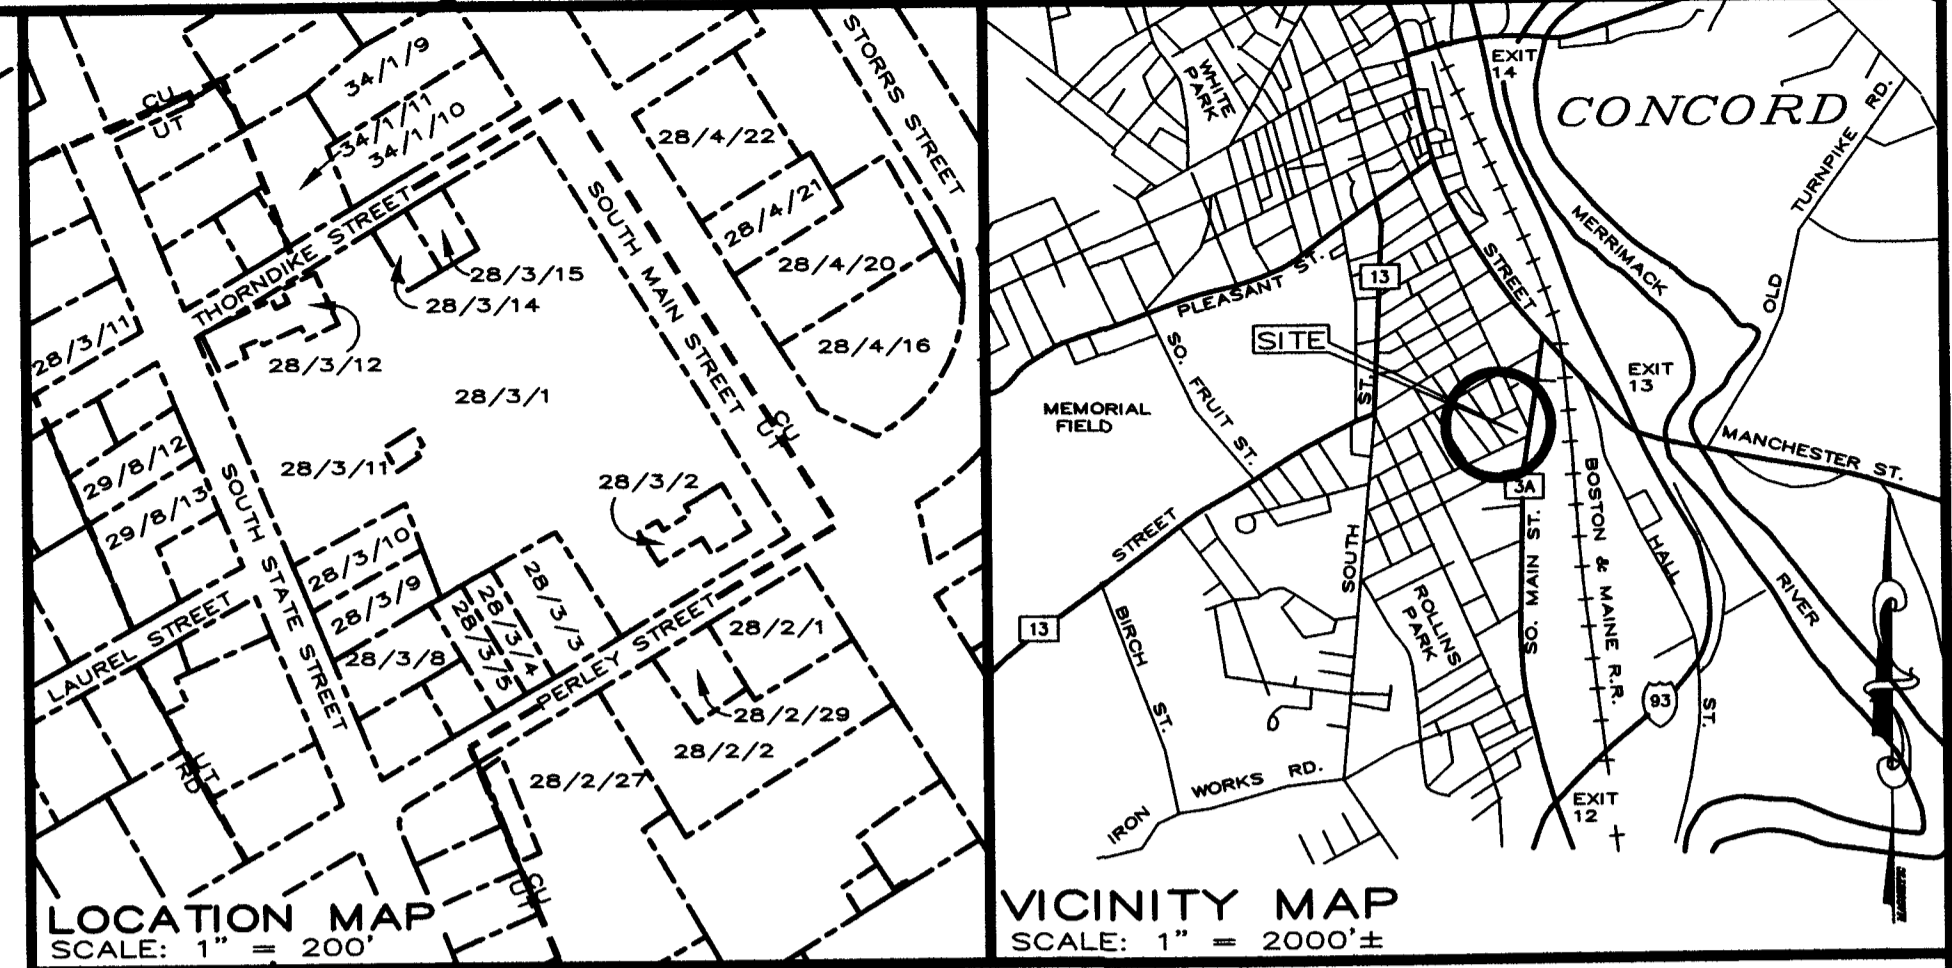 34/1/9
34/1/11
34/1/10
CU
UT
STORRS STREET
28/4/22
28/4/21
28/4/20
28/4/16
THORNDIKE STREET
SOUTH MAIN STREET
28/3/15
28/3/14
28/3/12
28/3/11
28/3/1
CU
UT
29/8/12
29/8/13
28/3/11
28/3/2
SOUTH STATE STREET
28/3/10
28/3/9
28/3/8
28/3/5
28/3/4
28/3/3
LAUREL STREET
PERLEY STREET
28/2/1
28/2/29
28/2/2
28/2/27
UT
RD
CU
UT
LOCATION MAP
SCALE: 1" = 200'
WHITE
PARK
EXIT
14
CONCORD
OLD TURNPIKE RD.
MERRIMACK
STREET
13
PLEASANT ST.
SITE
SO. FRUIT ST.
ST.
EXIT
13
MEMORIAL
FIELD
MANCHESTER ST.
3A
STREET
SOUTH
SO. MAIN ST.
BOSTON & MAINE R.R.
HALL
RIVER
13
BIRCH ST.
ROLLINS
PARK
93
ST.
IRON WORKS RD.
EXIT
12
VICINITY MAP
SCALE: 1" = 2000'±